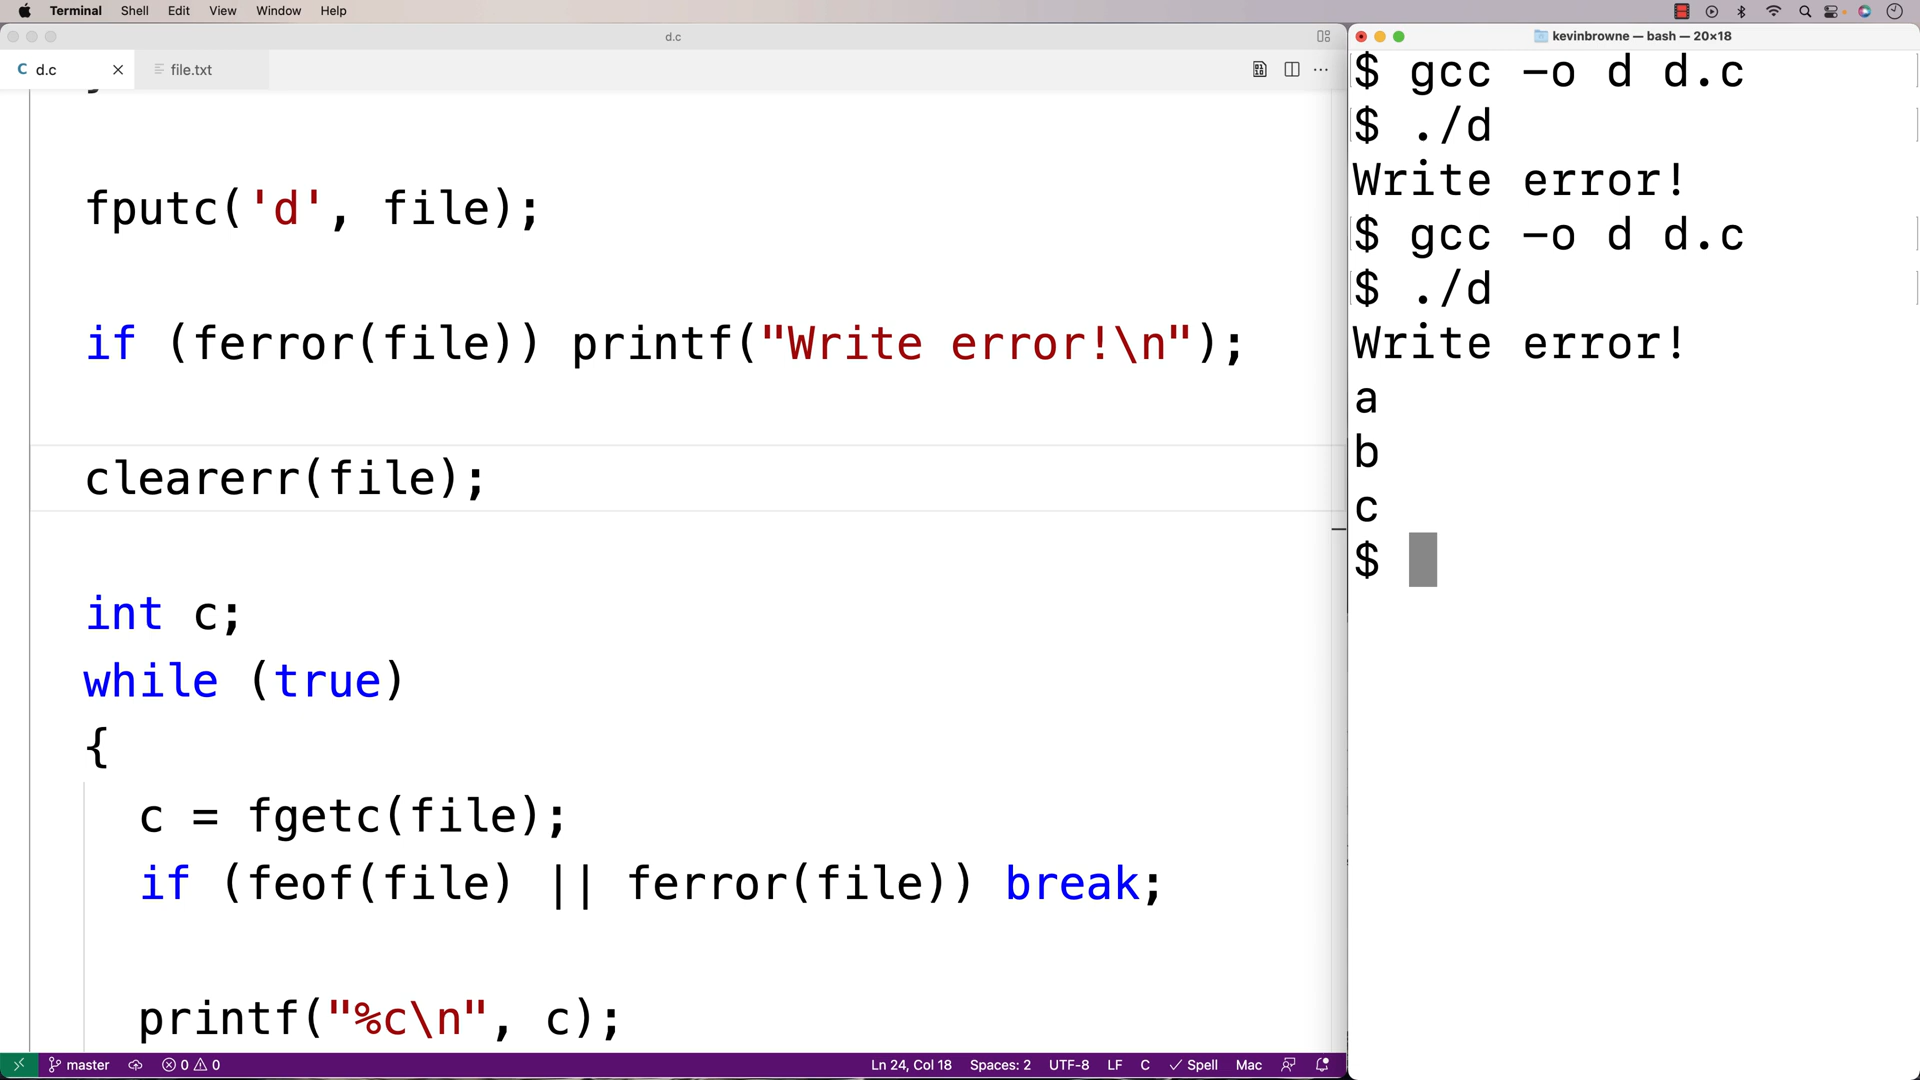 Terminal Shell Edit View Window Help
d.c
C d.c
file.txt
}
fputc('d', file);
if (ferror(file)) printf("Write error!\n");
clearerr(file);
int c;
while (true)
{
c = fgetc(file);
if (feof(file) || ferror(file)) break;
printf("%c\n", c);
master
0 0
Ln 24, Col 18 Spaces: 2 UTF-8 LF C Spell Mac
kevinbrowne — bash — 20×18
$ gcc -o d d.c
$ ./d
Write error!
$ gcc -o d d.c
$ ./d
Write error!
a
b
c
$